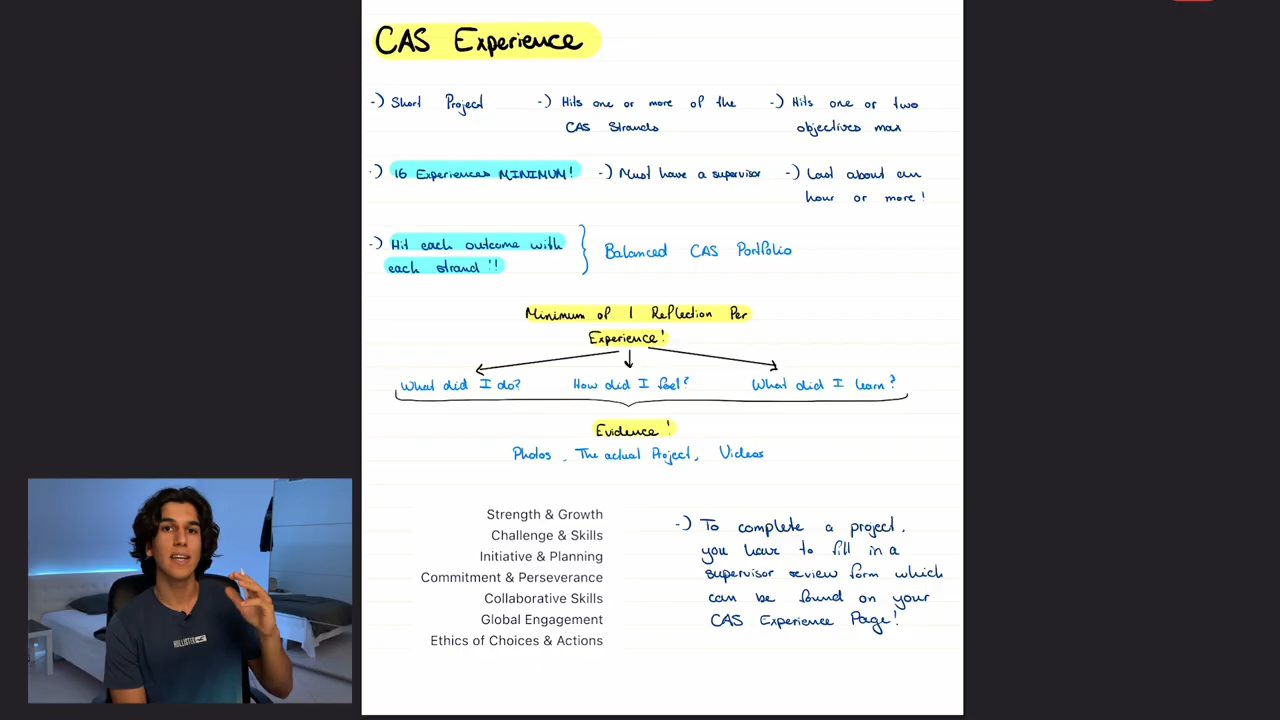 CAS Experience
-) Short Project -) Hits one or more of the -) Hits one or two
CAS Strands objectives max
-) 16 Experiences MINIMUM! -) Must have a supervisor -) Last about an
hour or more!
-) Hit each outcome with
each strand!! Balanced CAS Portfolio
Minimum of 1 Reflection Per
Experience!
What did I do? How did I feel? What did I learn?
Evidence!
Photos, The actual Project, Videos
Strength & Growth
Challenge & Skills
Initiative & Planning
Commitment & Perseverance
Collaborative Skills
Global Engagement
Ethics of Choices & Actions
-) To complete a project,
you have to fill in a
supervisor review form which
can be found on your
CAS Experience Page!
HOLLISTER